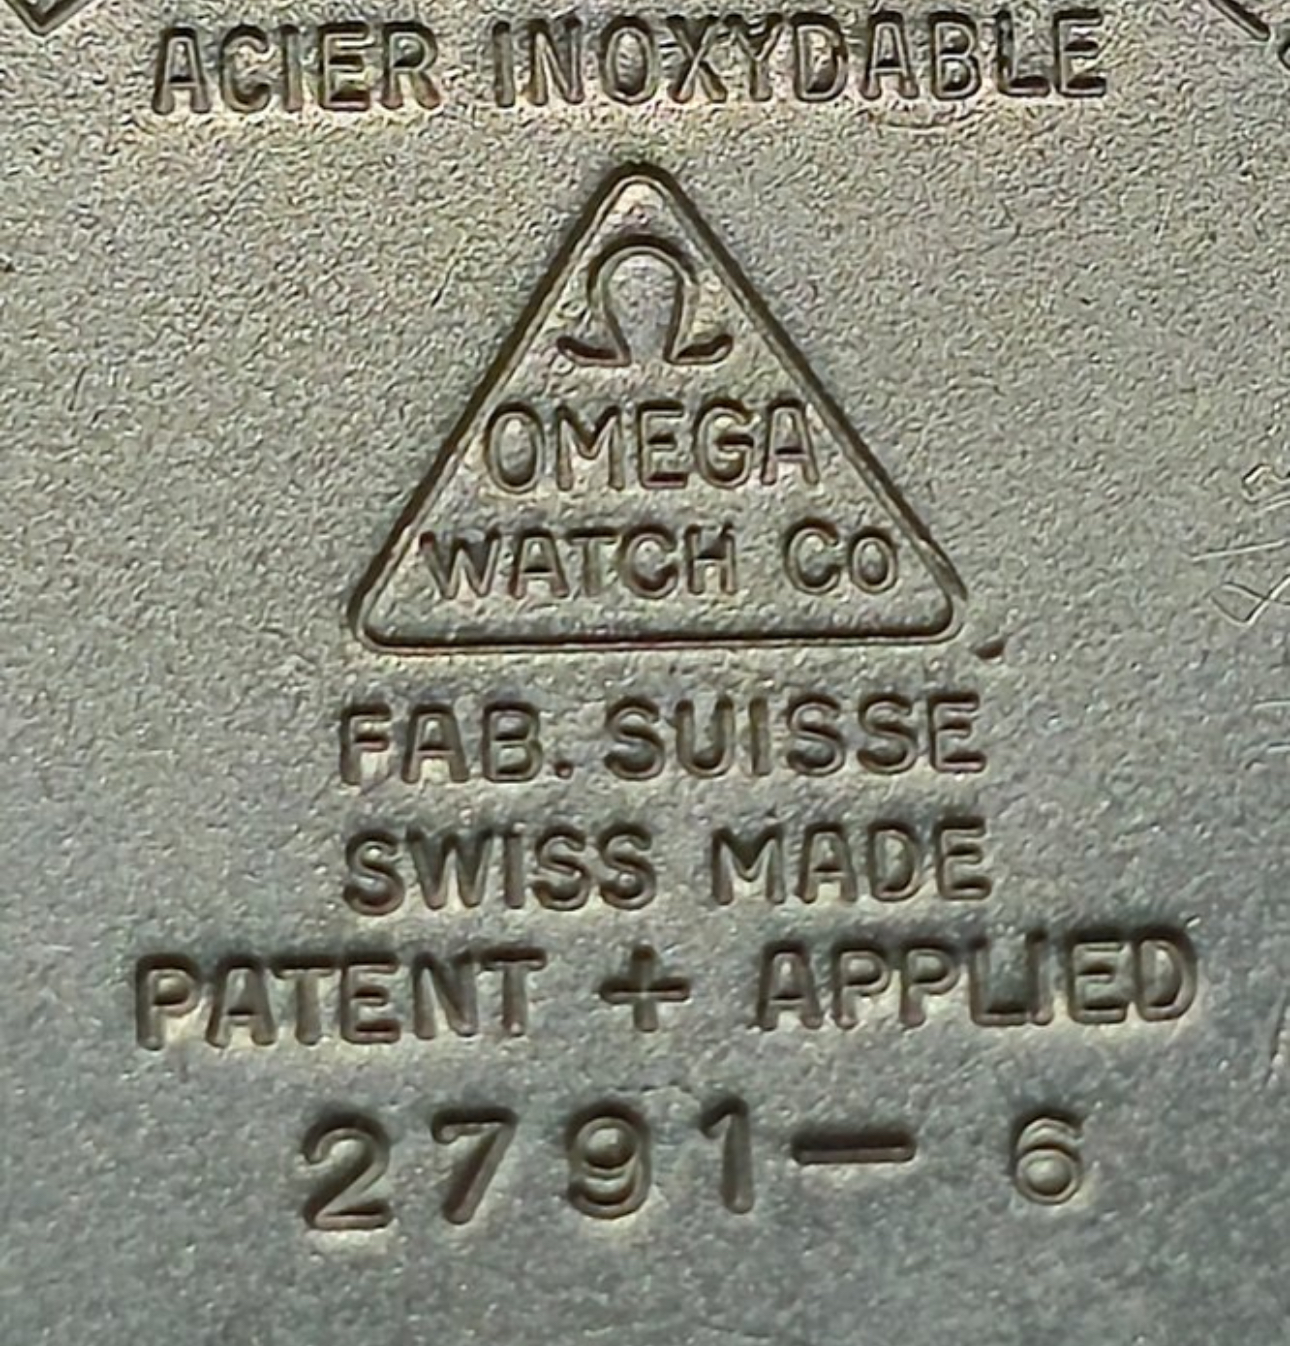 ACIER INOXYDABLE
Ω
OMEGA
WATCH CO
FAB. SUISSE
SWISS MADE
PATENT + APPLIED
2791- 6